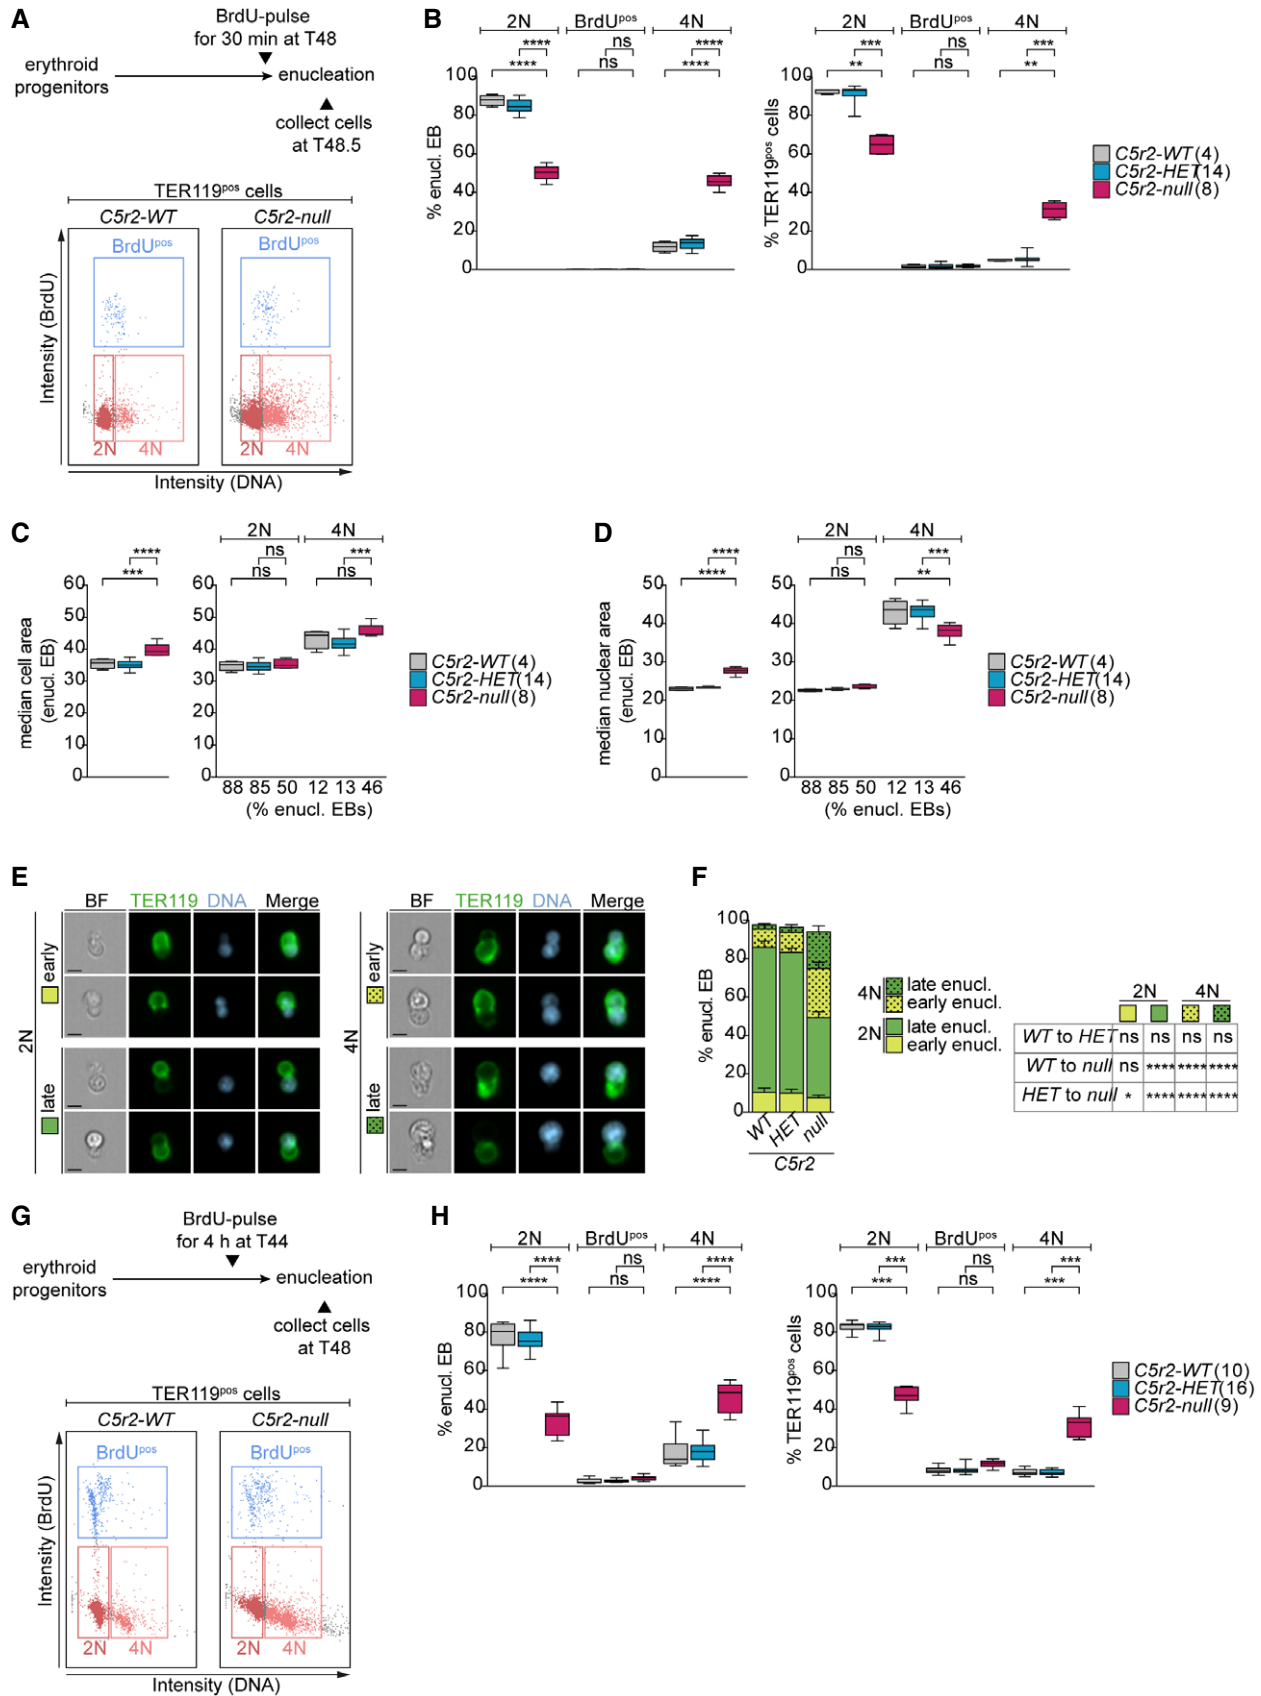 A
BrdU-pulse
for 30 min at T48
erythroid
progenitors
enucleation
collect cells
at T48.5
TER119pos cells
C5r2-WT
C5r2-null
BrdUpos
BrdUpos
2N
4N
2N
4N
Intensity (BrdU)
Intensity (DNA)
B
2N
BrdUpos
4N
ns
****
****
ns
****
****
% enucl. EB
100
80
60
40
20
0
2N
BrdUpos
4N
***
ns
***
**
ns
**
% TER119pos cells
100
80
60
40
20
0
C5r2-WT(4)
C5r2-HET(14)
C5r2-null(8)
C
median cell area
(enucl. EB)
****
***
60
50
40
30
20
10
0
2N
4N
ns
***
ns
ns
60
50
40
30
20
10
0
88 85 50 12 13 46
(% enucl. EBs)
C5r2-WT(4)
C5r2-HET(14)
C5r2-null(8)
D
median nuclear area
(enucl. EB)
****
****
50
40
30
20
10
0
2N
4N
ns
***
ns
**
50
40
30
20
10
0
88 85 50 12 13 46
(% enucl. EBs)
C5r2-WT(4)
C5r2-HET(14)
C5r2-null(8)
E
BF TER119 DNA Merge
2N
early
late
BF TER119 DNA Merge
4N
early
late
F
% enucl. EB
100
80
60
40
20
0
WT HET null
C5r2
4N
late enucl.
early enucl.
2N
late enucl.
early enucl.
2N 4N
WT to HET ns ns ns ns
WT to null ns **** **** ****
HET to null * **** **** ****
G
BrdU-pulse
for 4 h at T44
erythroid
progenitors
enucleation
collect cells
at T48
TER119pos cells
C5r2-WT
C5r2-null
BrdUpos
BrdUpos
2N
4N
2N
4N
Intensity (BrdU)
Intensity (DNA)
H
2N
BrdUpos
4N
****
ns
****
****
ns
****
% enucl. EB
100
80
60
40
20
0
2N
BrdUpos
4N
***
ns
***
***
ns
***
% TER119pos cells
100
80
60
40
20
0
C5r2-WT(10)
C5r2-HET(16)
C5r2-null(9)